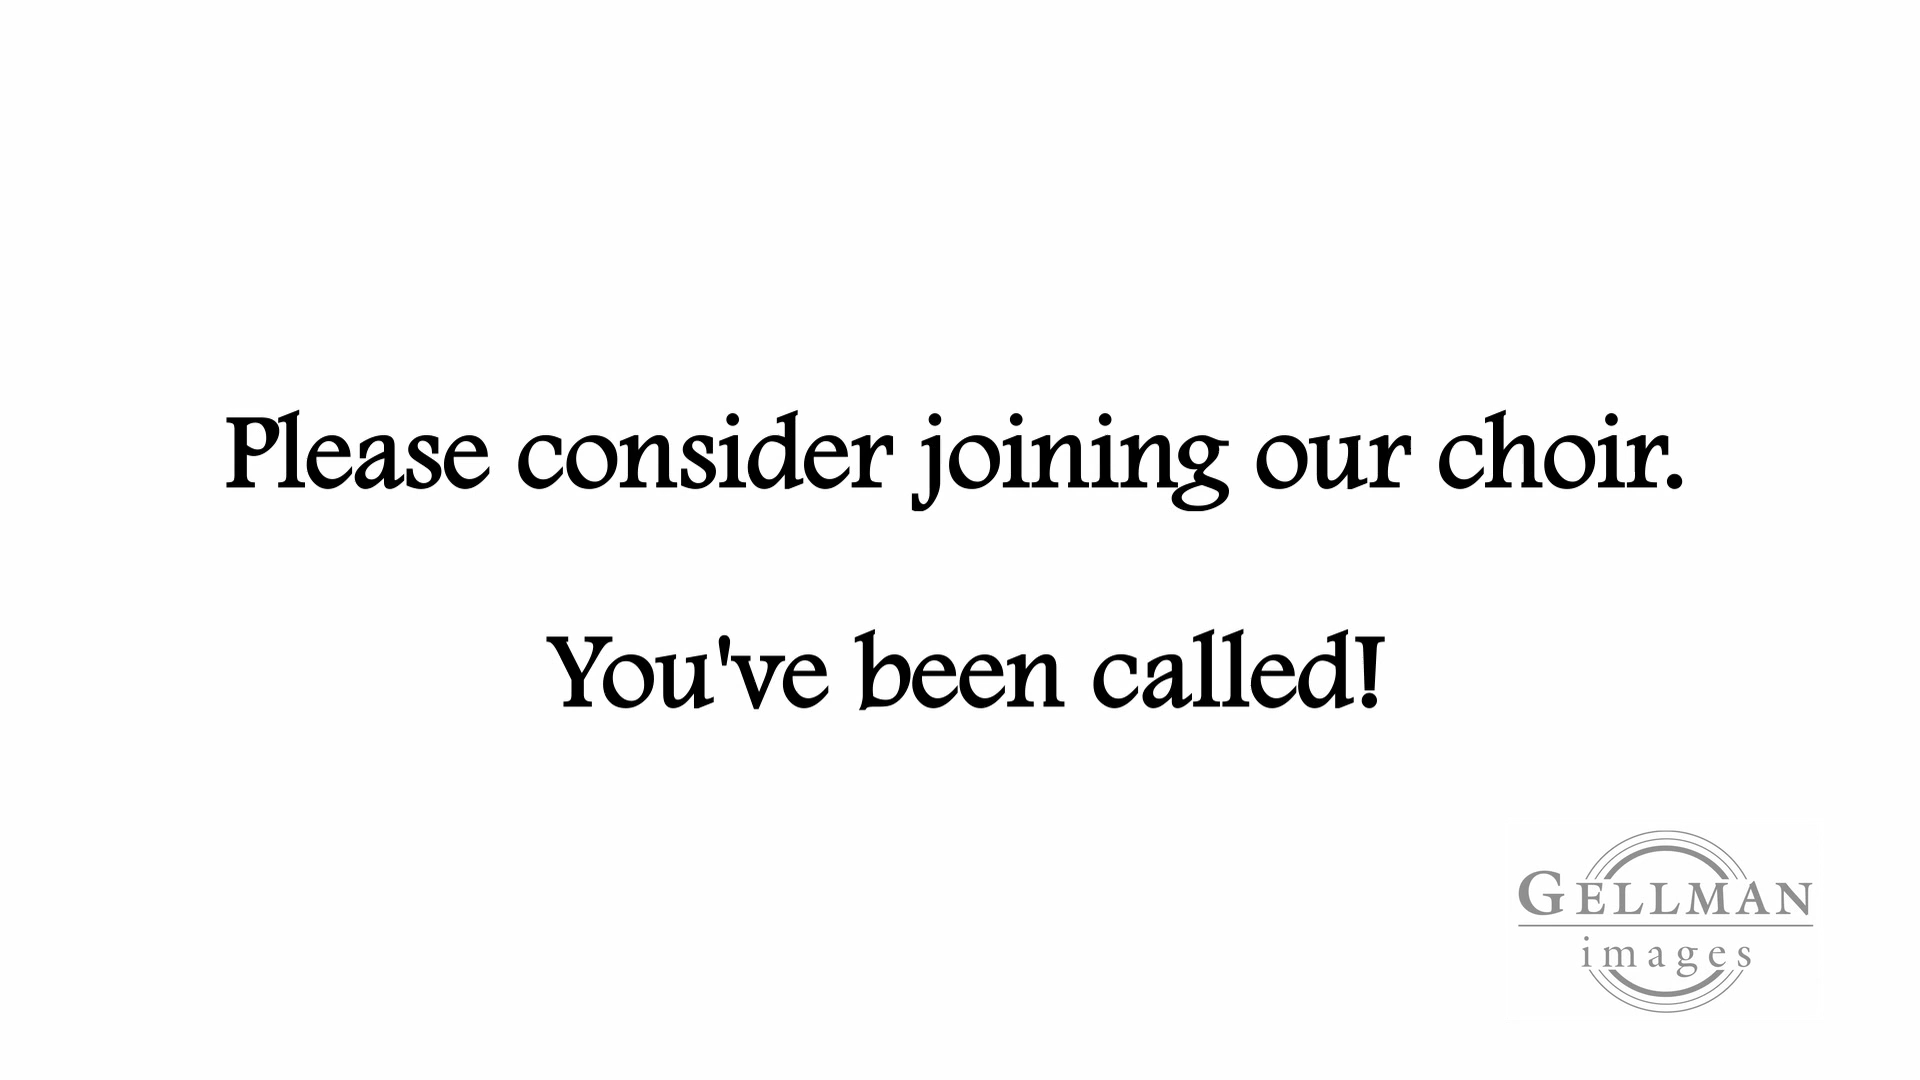 Please consider joining our choir.
You've been called!
GELLMAN
images